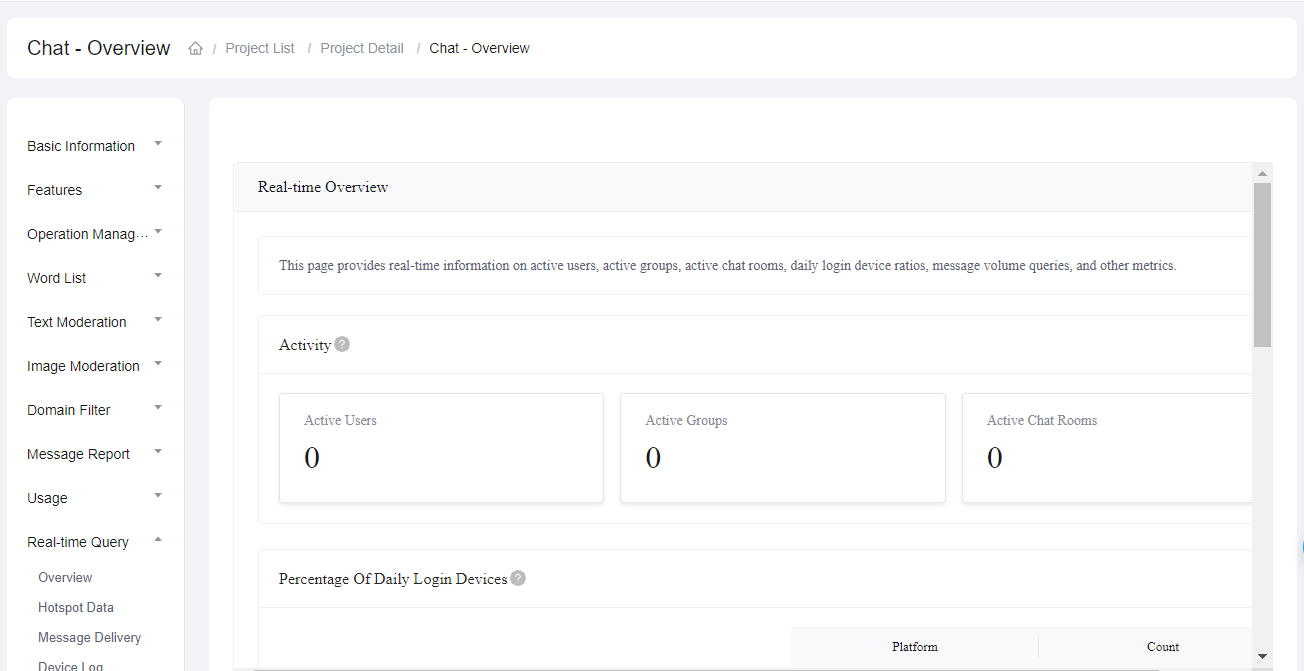 Chat - Overview / Project List / Project Detail / Chat - Overview
Basic Information
Features
Operation Manag...
Word List
Text Moderation
Image Moderation
Domain Filter
Message Report
Usage
Real-time Query
Overview
Hotspot Data
Message Delivery
Device Log
Real-time Overview
This page provides real-time information on active users, active groups, active chat rooms, daily login device ratios, message volume queries, and other metrics.
Activity ?
Active Users
0
Active Groups
0
Active Chat Rooms
0
Percentage Of Daily Login Devices ?
Platform Count